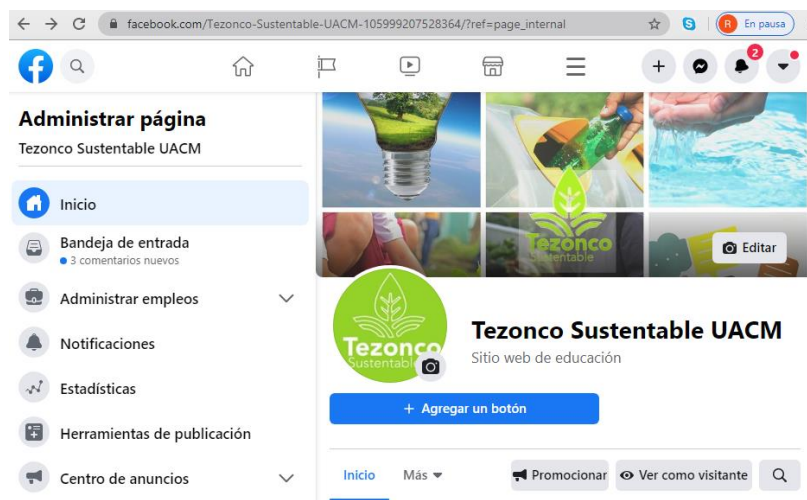 facebook.com/Tezonco-Sustentable-UACM-105999207528364/?ref=page_internal
S
R En pausa
2
Administrar página
Tezonco Sustentable UACM
Inicio
Bandeja de entrada
3 comentarios nuevos
Administrar empleos
Notificaciones
Estadísticas
Herramientas de publicación
Centro de anuncios
Tezonco
Sustentable
Editar
Tezonco
Sustentable
Tezonco Sustentable UACM
Sitio web de educación
+ Agregar un botón
Inicio
Más
Promocionar
Ver como visitante